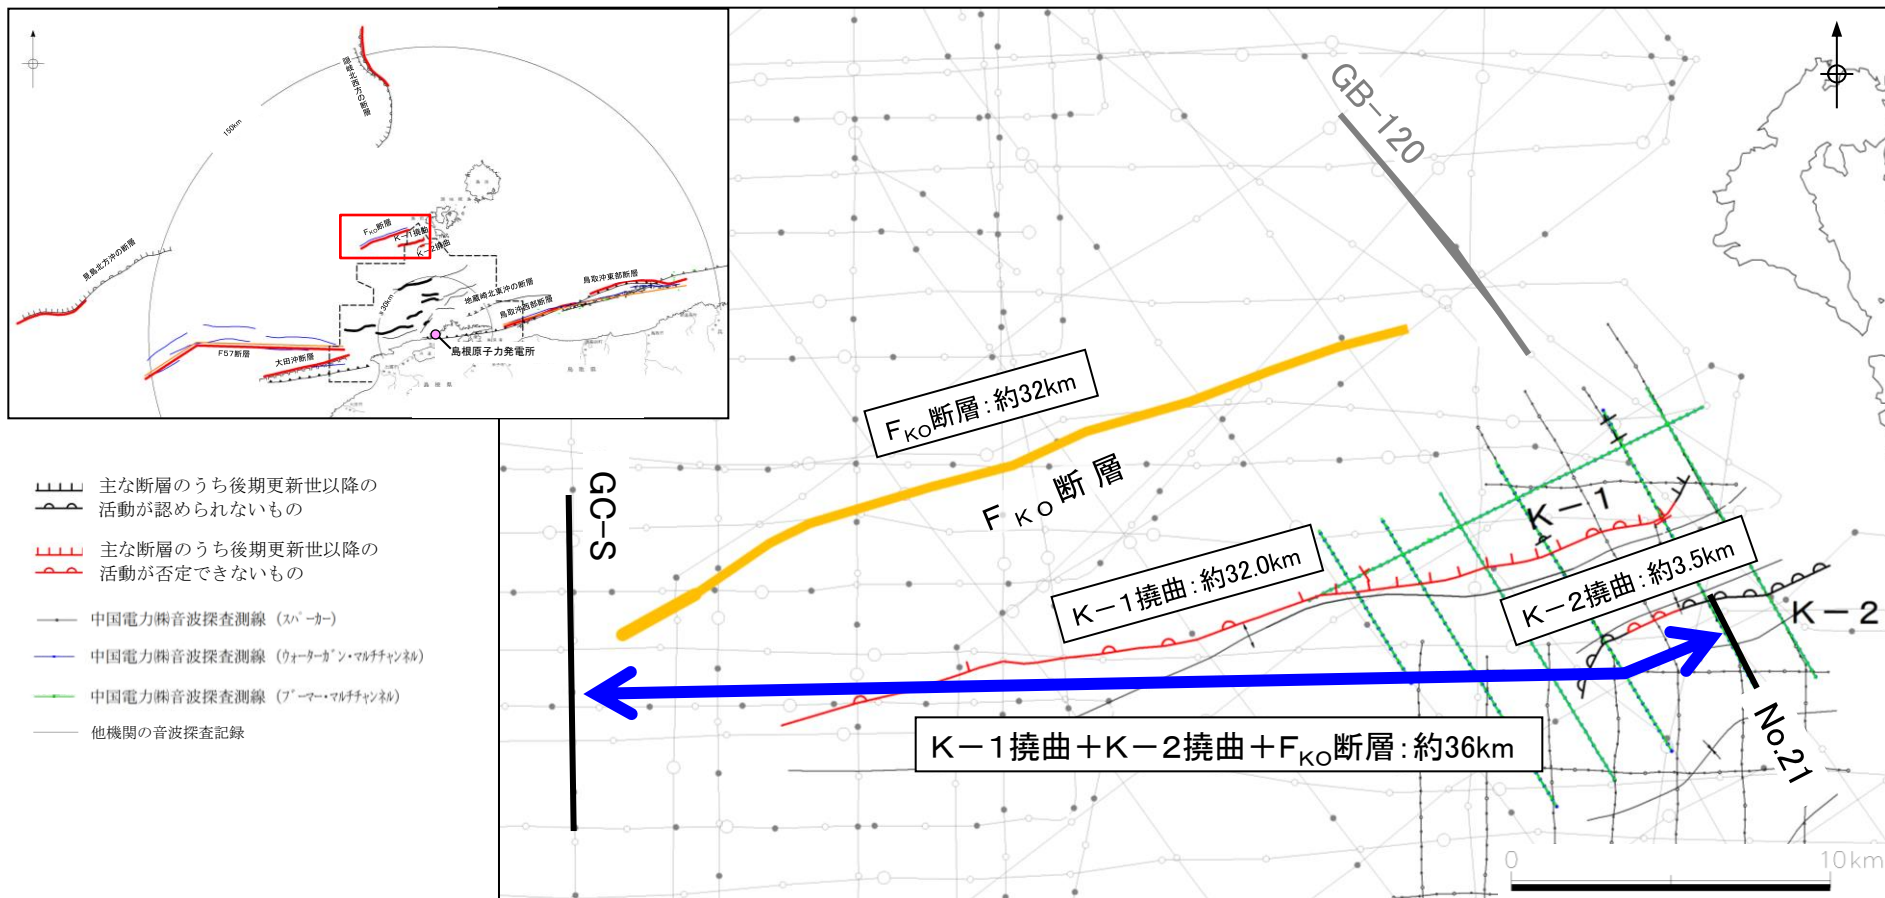 150km
隠岐北西方の断層
F_KO断層
K-1撓曲
K-2撓曲
見島北方沖の断層
30km
地蔵崎北東沖の断層
鳥取沖東部断層
鳥取沖西部断層
F57断層
大田沖断層
島根原子力発電所
島根県
鳥取県
主な断層のうち後期更新世以降の
活動が認められないもの
主な断層のうち後期更新世以降の
活動が否定できないもの
中国電力㈱音波探査測線（スパーカー）
中国電力㈱音波探査測線（ウォーターガン・マルチチャンネル）
中国電力㈱音波探査測線（ブーマー・マルチチャンネル）
他機関の音波探査記録
GB-120
F_KO断層：約32km
F_KO断層
GC-S
K-1
K-1撓曲：約32.0km
K-2撓曲：約3.5km
K-2
K-1撓曲＋K-2撓曲＋F_KO断層：約36km
No.21
0
10km